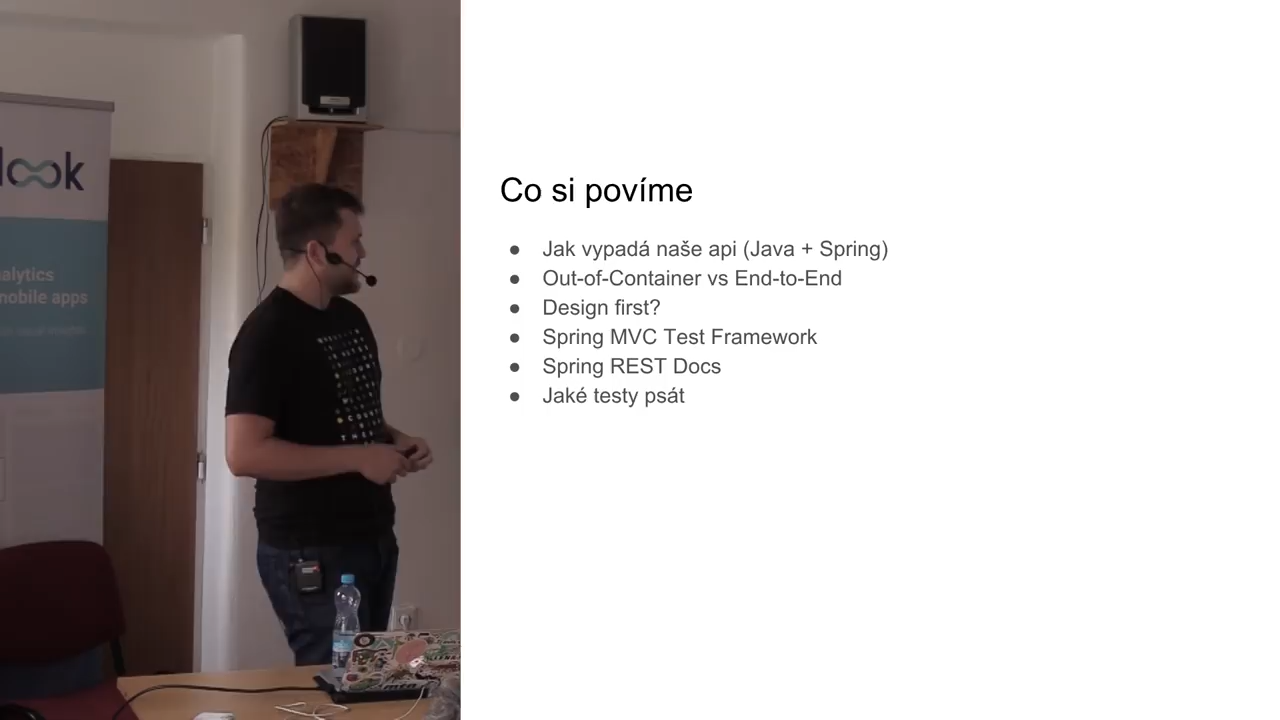 look
alytics
mobile apps
Co si povíme
● Jak vypadá naše api (Java + Spring)
● Out-of-Container vs End-to-End
● Design first?
● Spring MVC Test Framework
● Spring REST Docs
● Jaké testy psát